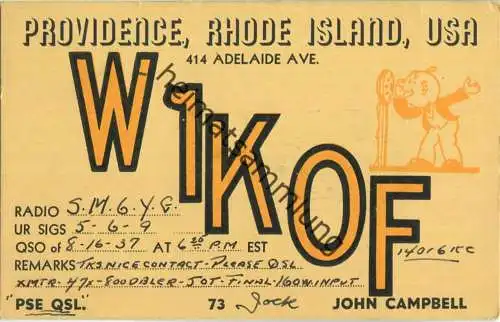 PROVIDENCE, RHODE ISLAND, USA
414 ADELAIDE AVE.
W1KOF
RADIO S.M.6.Y.G.
UR SIGS 5-6-9
QSO of 8-16-37 AT 6 30 P.M EST
14016 KC
REMARKS TKS NICE CONTACT - PLEASE QSL
XMTR-47X-800 DBLER-50T-FINAL-160W.INPUT
"PSE QSL." 73 Jock JOHN CAMPBELL
heimatsammlung.de